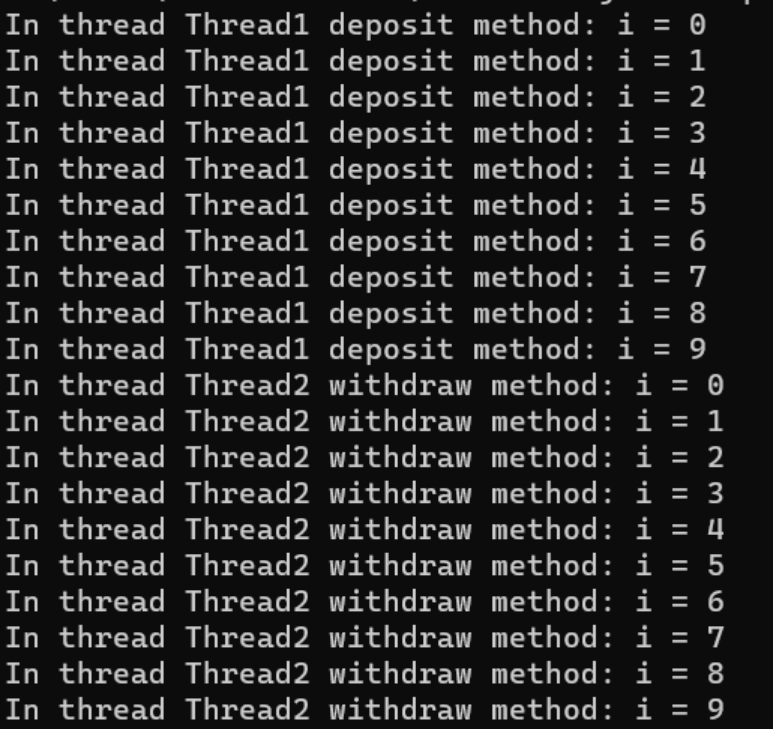 In thread Thread1 deposit method: i = 0
In thread Thread1 deposit method: i = 1
In thread Thread1 deposit method: i = 2
In thread Thread1 deposit method: i = 3
In thread Thread1 deposit method: i = 4
In thread Thread1 deposit method: i = 5
In thread Thread1 deposit method: i = 6
In thread Thread1 deposit method: i = 7
In thread Thread1 deposit method: i = 8
In thread Thread1 deposit method: i = 9
In thread Thread2 withdraw method: i = 0
In thread Thread2 withdraw method: i = 1
In thread Thread2 withdraw method: i = 2
In thread Thread2 withdraw method: i = 3
In thread Thread2 withdraw method: i = 4
In thread Thread2 withdraw method: i = 5
In thread Thread2 withdraw method: i = 6
In thread Thread2 withdraw method: i = 7
In thread Thread2 withdraw method: i = 8
In thread Thread2 withdraw method: i = 9